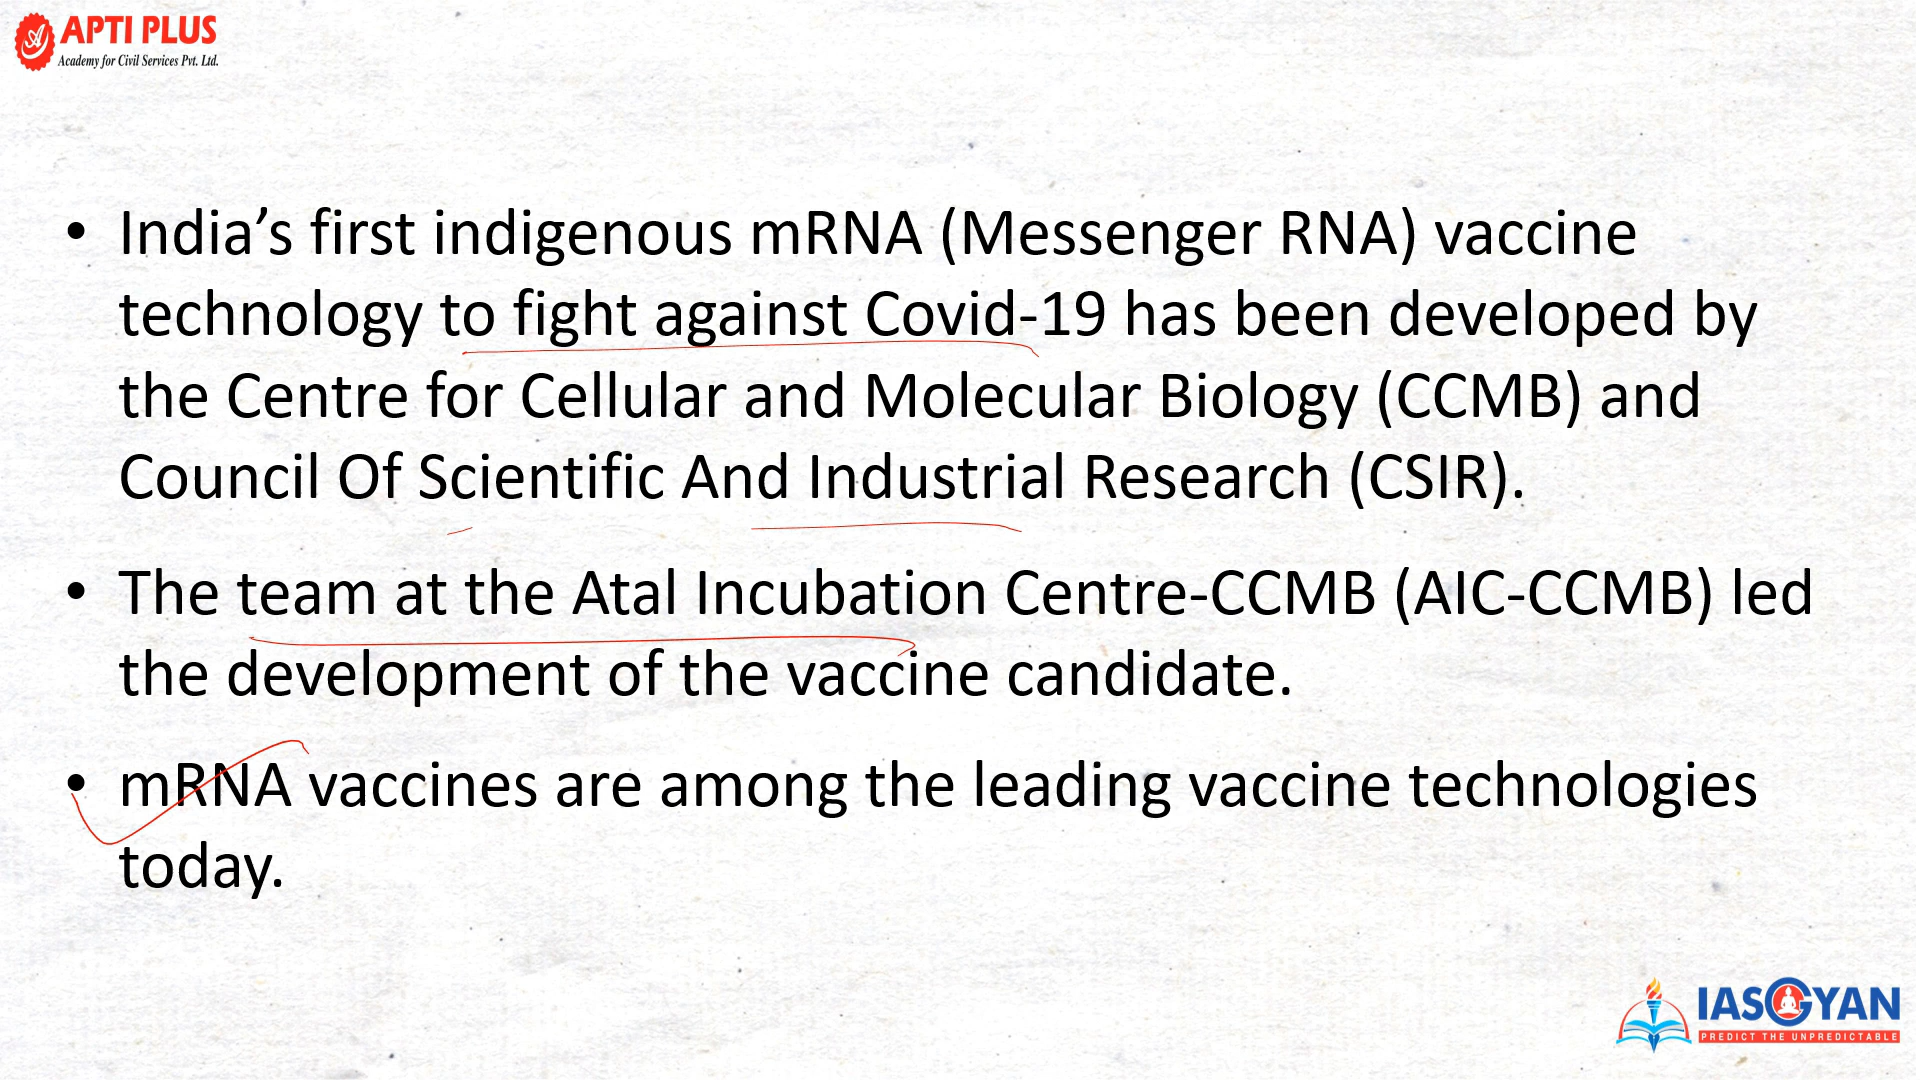 APTI PLUS
Academy for Civil Services Pvt. Ltd.
• India’s first indigenous mRNA (Messenger RNA) vaccine
technology to fight against Covid-19 has been developed by
the Centre for Cellular and Molecular Biology (CCMB) and
Council Of Scientific And Industrial Research (CSIR).
• The team at the Atal Incubation Centre-CCMB (AIC-CCMB) led
the development of the vaccine candidate.
• mRNA vaccines are among the leading vaccine technologies
today.
IASGYAN
PREDICT THE UNPREDICTABLE